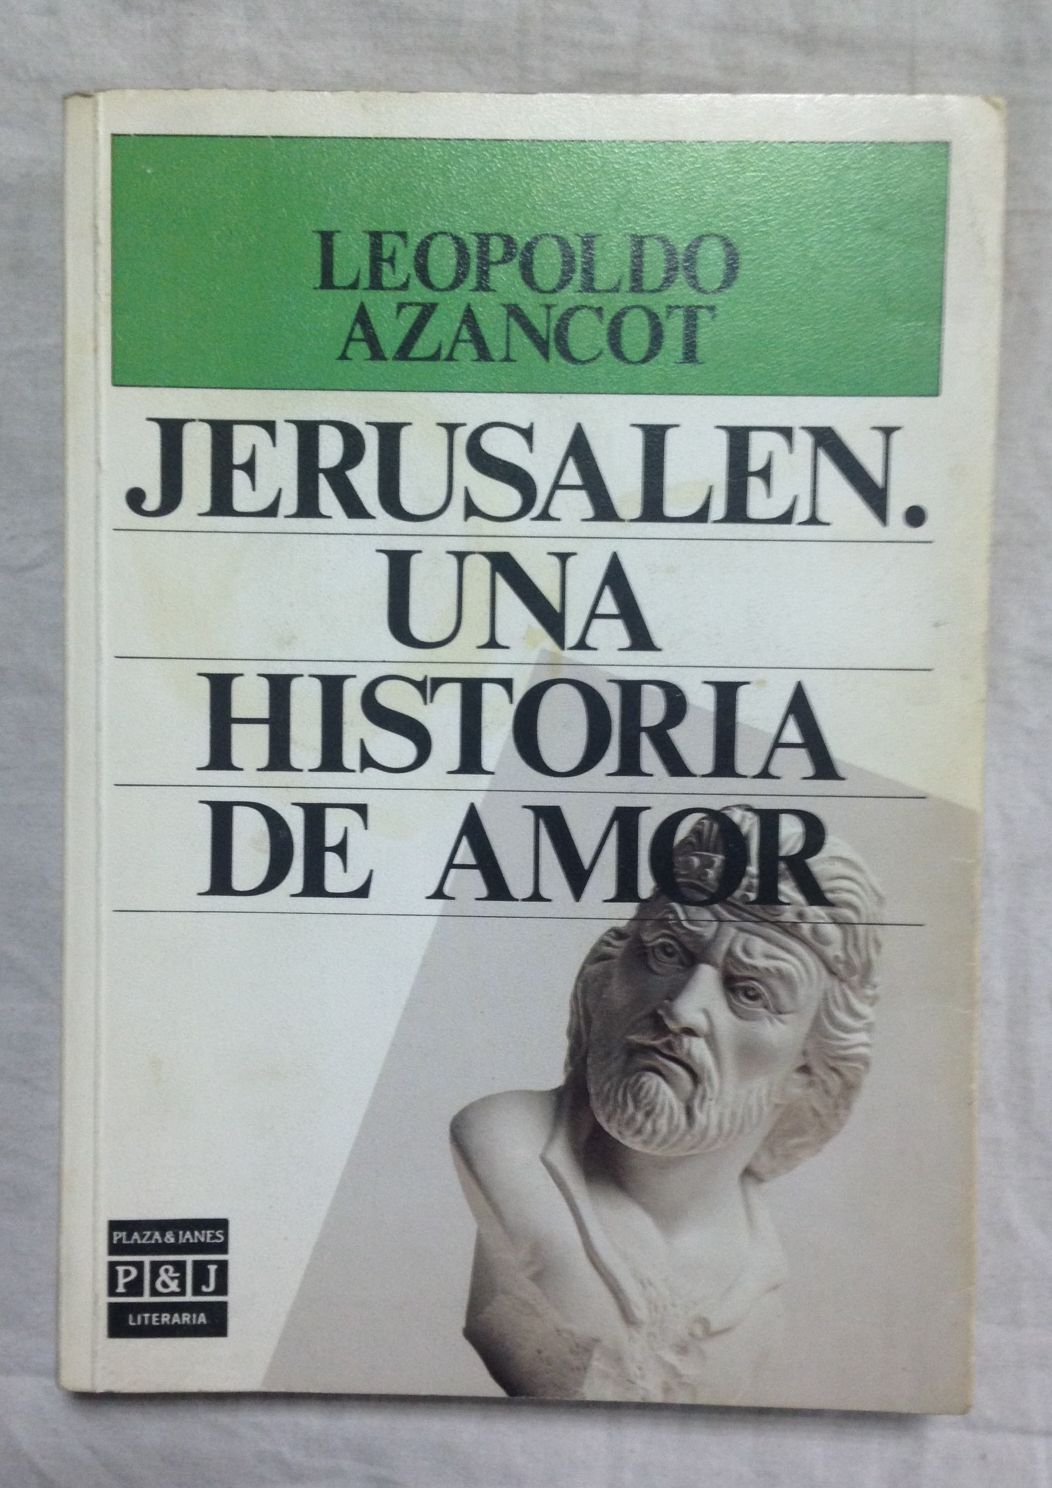 LEOPOLDO
AZANCOT
JERUSALEN.
UNA
HISTORIA
DE AMOR
PLAZA & JANES
P & J
LITERARIA